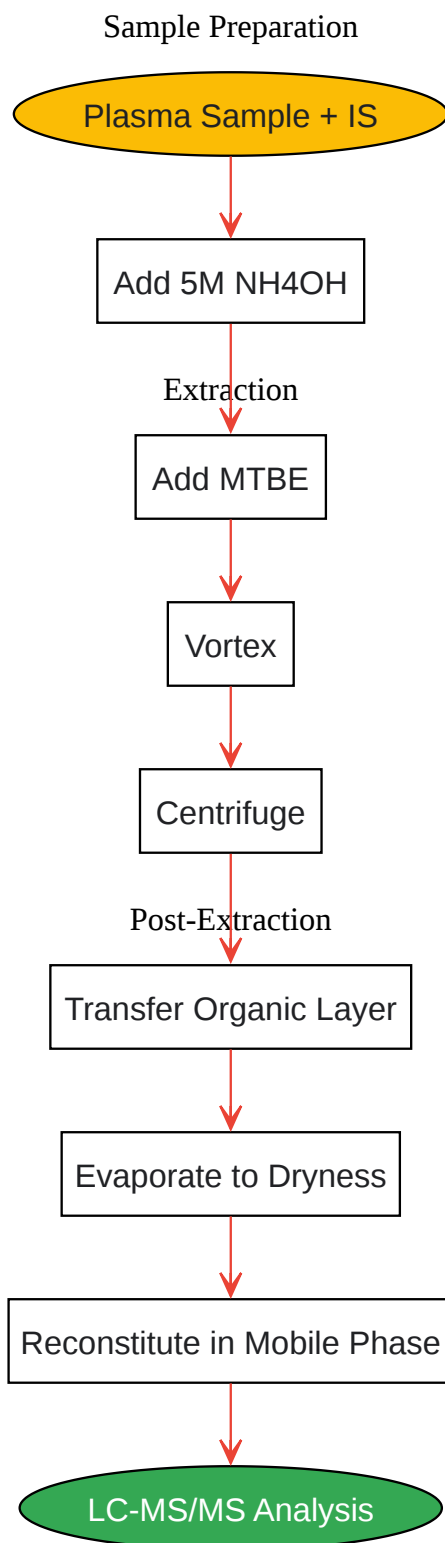 Sample Preparation
Plasma Sample + IS
Add 5M NH4OH
Extraction
Add MTBE
Vortex
Centrifuge
Post-Extraction
Transfer Organic Layer
Evaporate to Dryness
Reconstitute in Mobile Phase
LC-MS/MS Analysis